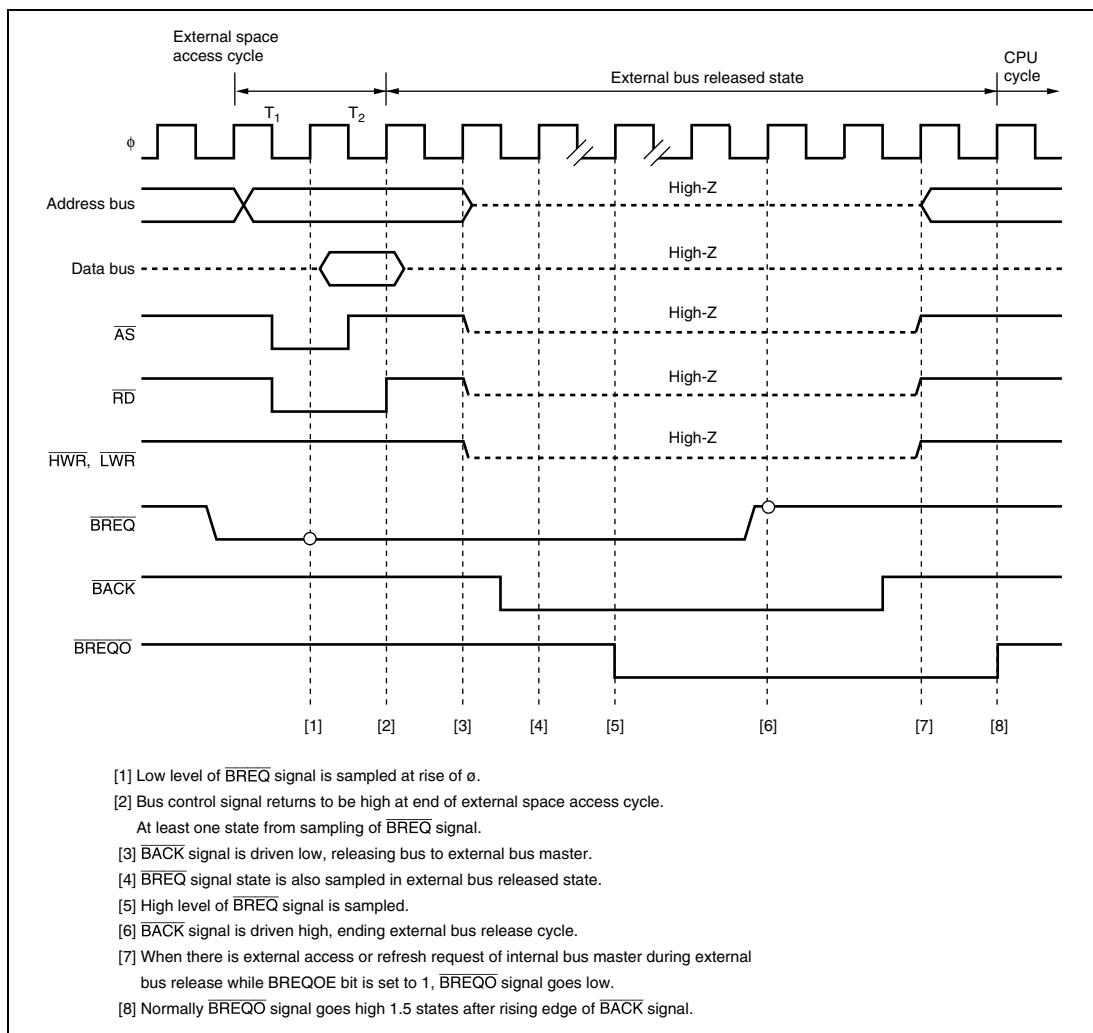 External space
access cycle
External bus released state
CPU
cycle
T1
T2
ϕ
Address bus
High-Z
Data bus
High-Z
AS
High-Z
RD
High-Z
HWR, LWR
High-Z
BREQ
BACK
BREQO
[1] [2] [3] [4] [5] [6] [7] [8]
[1] Low level of BREQ signal is sampled at rise of ø.
[2] Bus control signal returns to be high at end of external space access cycle.
At least one state from sampling of BREQ signal.
[3] BACK signal is driven low, releasing bus to external bus master.
[4] BREQ signal state is also sampled in external bus released state.
[5] High level of BREQ signal is sampled.
[6] BACK signal is driven high, ending external bus release cycle.
[7] When there is external access or refresh request of internal bus master during external
bus release while BREQOE bit is set to 1, BREQO signal goes low.
[8] Normally BREQO signal goes high 1.5 states after rising edge of BACK signal.